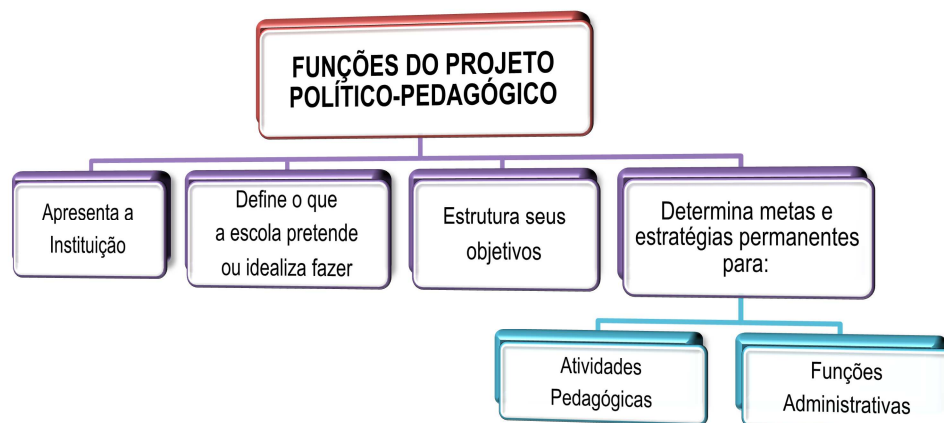 FUNÇÕES DO PROJETO
POLÍTICO-PEDAGÓGICO
Apresenta a
Instituição
Define o que
a escola pretende
ou idealiza fazer
Estrutura seus
objetivos
Determina metas e
estratégias permanentes
para:
Atividades
Pedagógicas
Funções
Administrativas